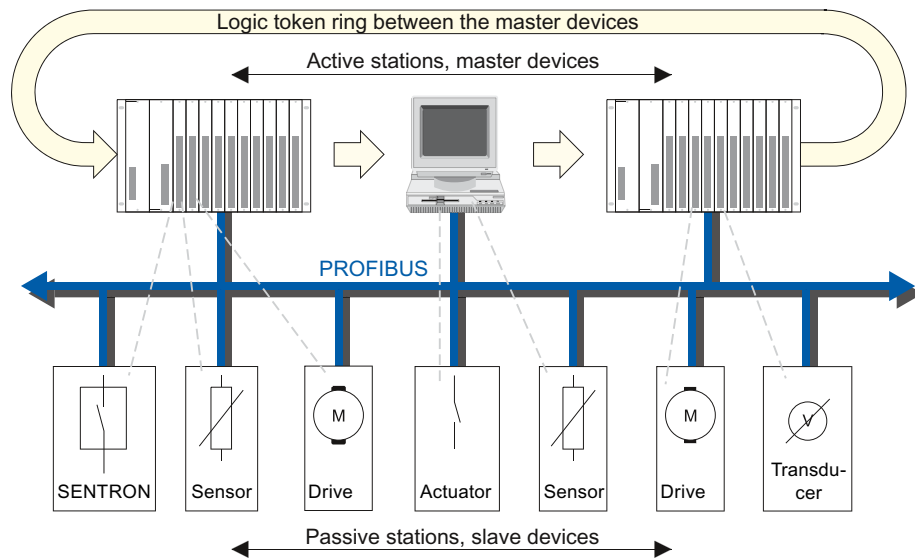 Logic token ring between the master devices
Active stations, master devices
PROFIBUS
M
M
V
SENTRON
Sensor
Drive
Actuator
Sensor
Drive
Transdu-
cer
Passive stations, slave devices